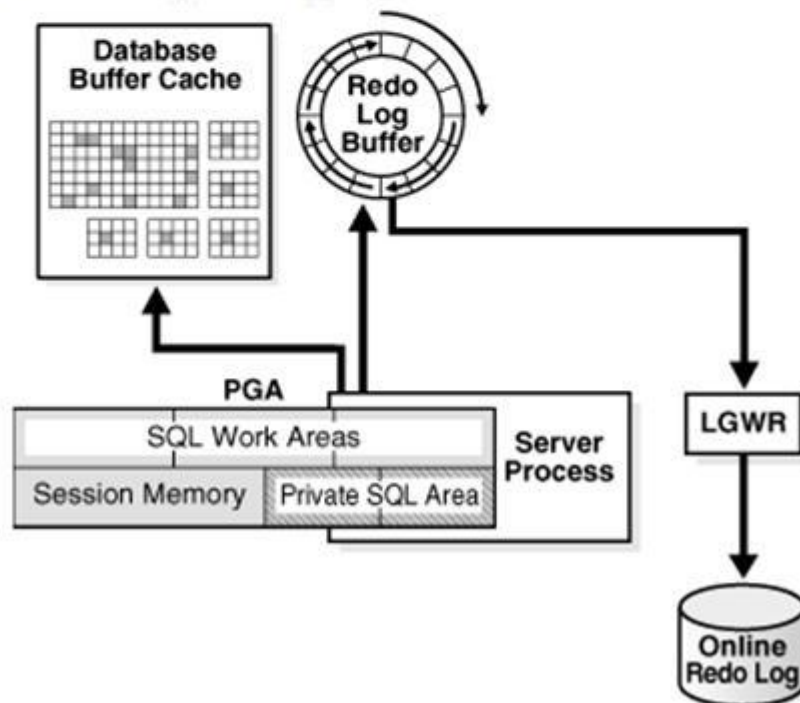 Database
Buffer Cache
Redo
Log
Buffer
PGA
SQL Work Areas
Session Memory
Private SQL Area
Server
Process
LGWR
Online
Redo Log